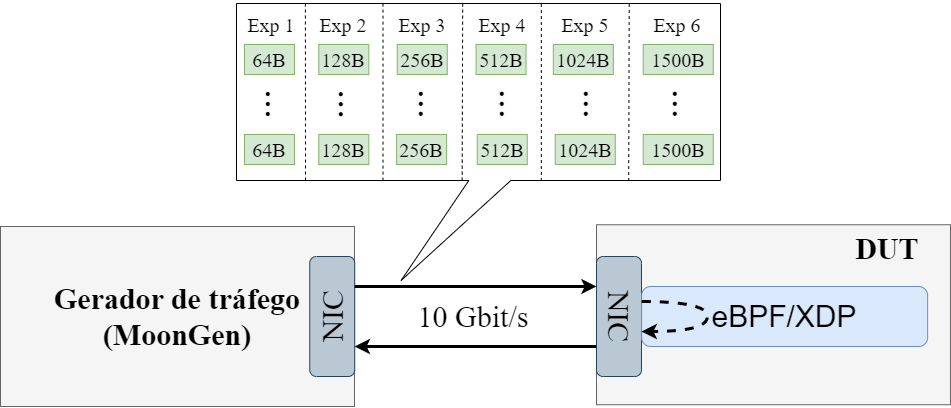 Exp 1 Exp 2 Exp 3 Exp 4 Exp 5 Exp 6
64B 128B 256B 512B 1024B 1500B
64B 128B 256B 512B 1024B 1500B
DUT
Gerador de tráfego
(MoonGen)
NIC
10 Gbit/s
NIC
eBPF/XDP